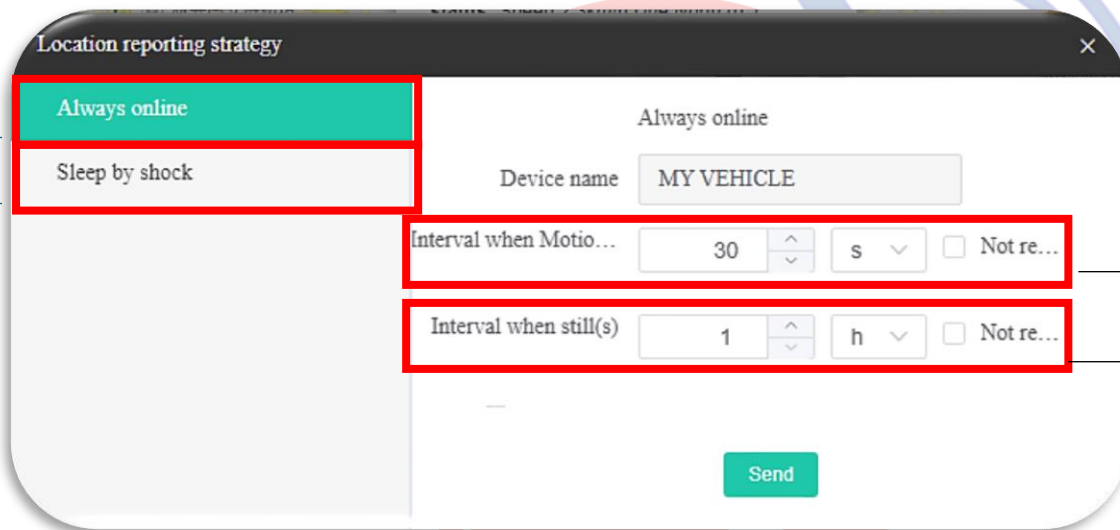 Location reporting strategy
Always online
Sleep by shock
Always online
Device name MY VEHICLE
Interval when Motio... 30 s Not re...
Interval when still(s) 1 h Not re...
Send